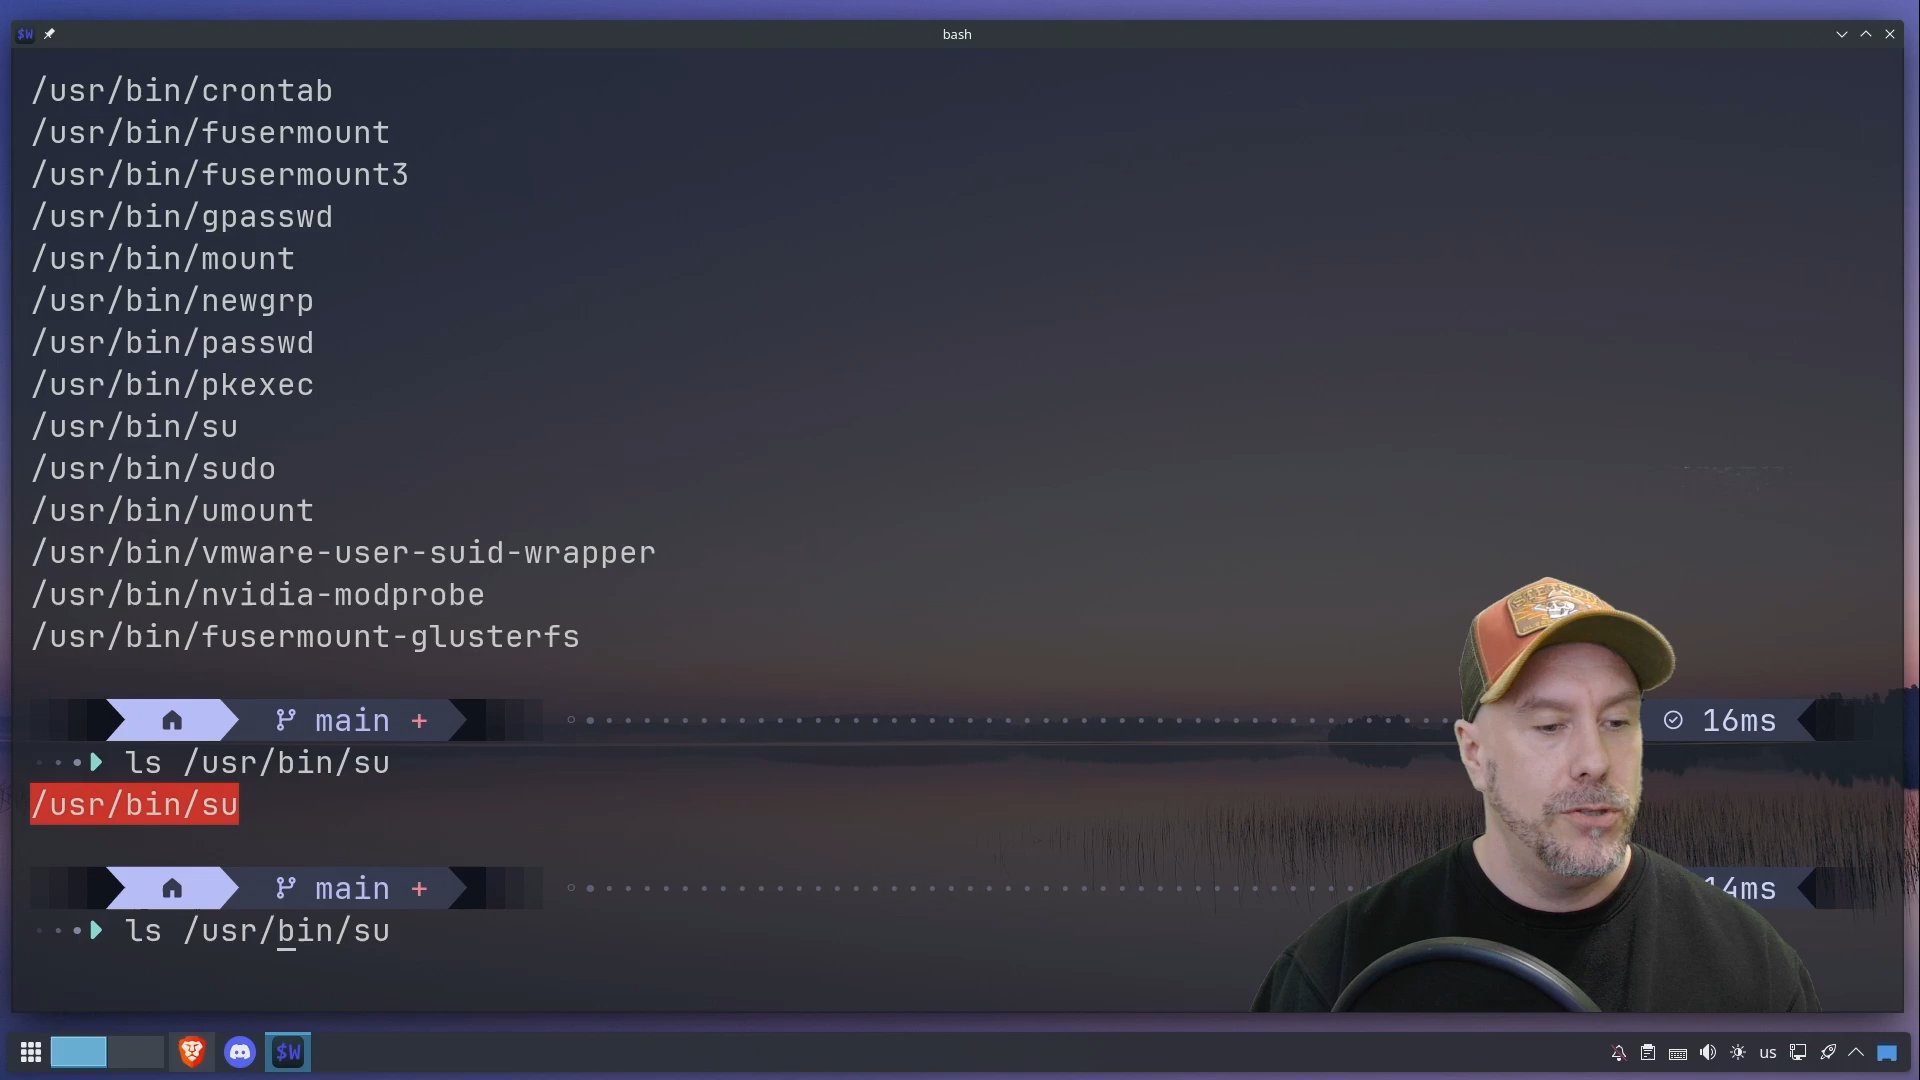 $W
bash
/usr/bin/crontab
/usr/bin/fusermount
/usr/bin/fusermount3
/usr/bin/gpasswd
/usr/bin/mount
/usr/bin/newgrp
/usr/bin/passwd
/usr/bin/pkexec
/usr/bin/su
/usr/bin/sudo
/usr/bin/umount
/usr/bin/vmware-user-suid-wrapper
/usr/bin/nvidia-modprobe
/usr/bin/fusermount-glusterfs
main + 16ms
ls /usr/bin/su
/usr/bin/su
main + 14ms
ls /usr/bin/su
$W us